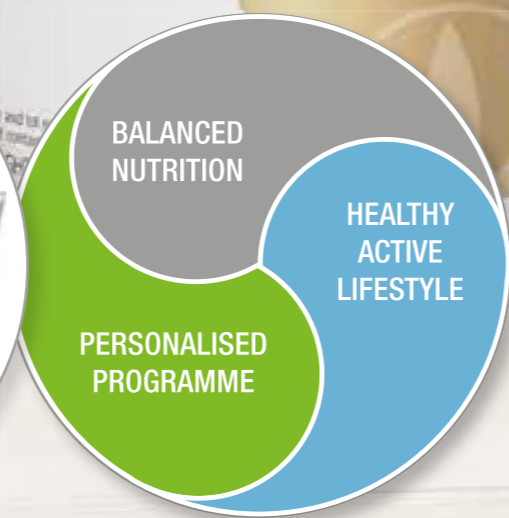 BALANCED
NUTRITION
HEALTHY
ACTIVE
LIFESTYLE
PERSONALISED
PROGRAMME